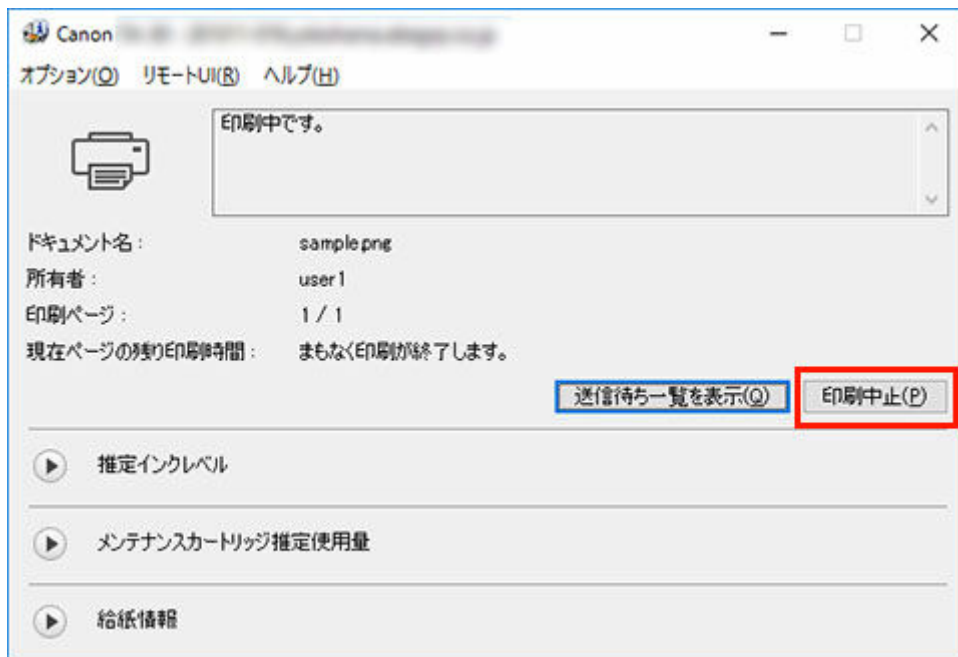 Canon
オプション(O) リモートUI(R) ヘルプ(H)
印刷中です。
ドキュメント名 : sample.png
所有者 : user1
印刷ページ : 1 / 1
現在ページの残り印刷時間 : まもなく印刷が終了します。
送信待ち一覧を表示(Q) 印刷中止(P)
推定インクレベル
メンテナンスカートリッジ推定使用量
給紙情報